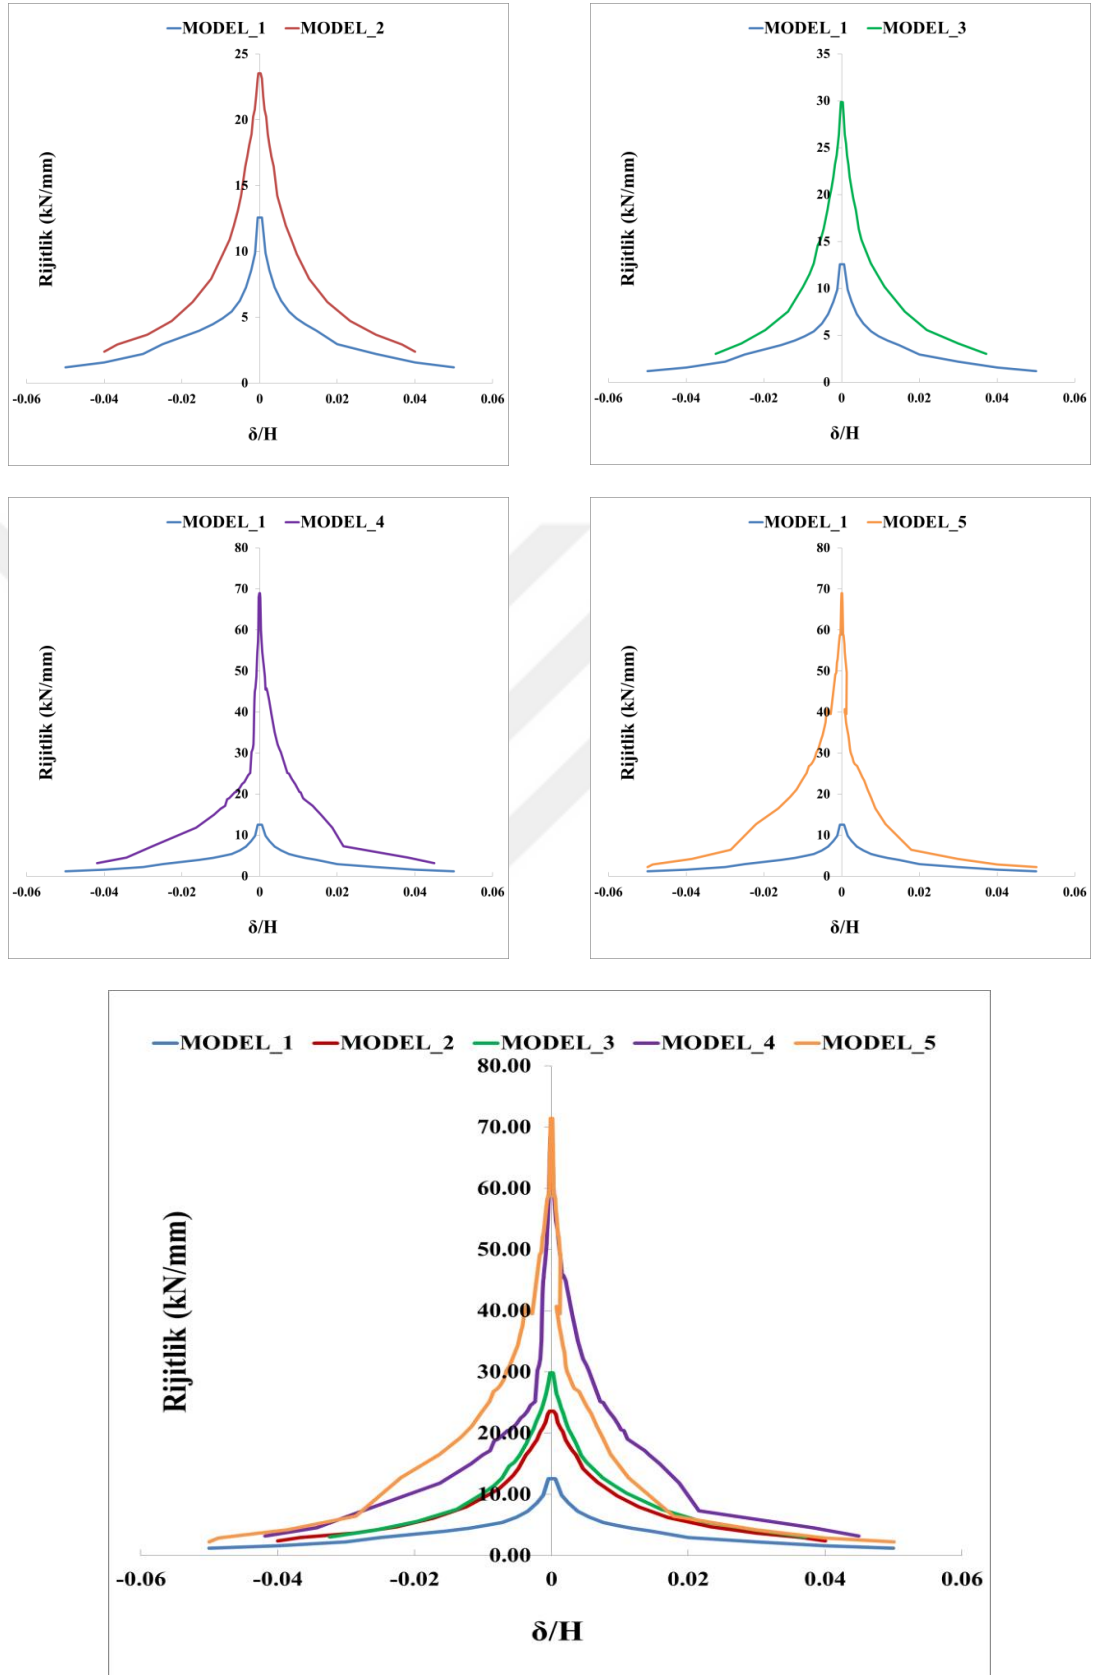 MODEL_1 MODEL_2
25
20
15
10
5
0
-0.06 -0.04 -0.02 0 0.02 0.04 0.06
Rijitlik (kN/mm)
δ/H
MODEL_1 MODEL_3
35
30
25
20
15
10
5
0
-0.06 -0.04 -0.02 0 0.02 0.04 0.06
Rijitlik (kN/mm)
δ/H
MODEL_1 MODEL_4
80
70
60
50
40
30
20
10
0
-0.06 -0.04 -0.02 0 0.02 0.04 0.06
Rijitlik (kN/mm)
δ/H
MODEL_1 MODEL_5
80
70
60
50
40
30
20
10
0
-0.06 -0.04 -0.02 0 0.02 0.04 0.06
Rijitlik (kN/mm)
δ/H
MODEL_1 MODEL_2 MODEL_3 MODEL_4 MODEL_5
80.00
70.00
60.00
50.00
40.00
30.00
20.00
10.00
0.00
-0.06 -0.04 -0.02 0 0.02 0.04 0.06
Rijitlik (kN/mm)
δ/H